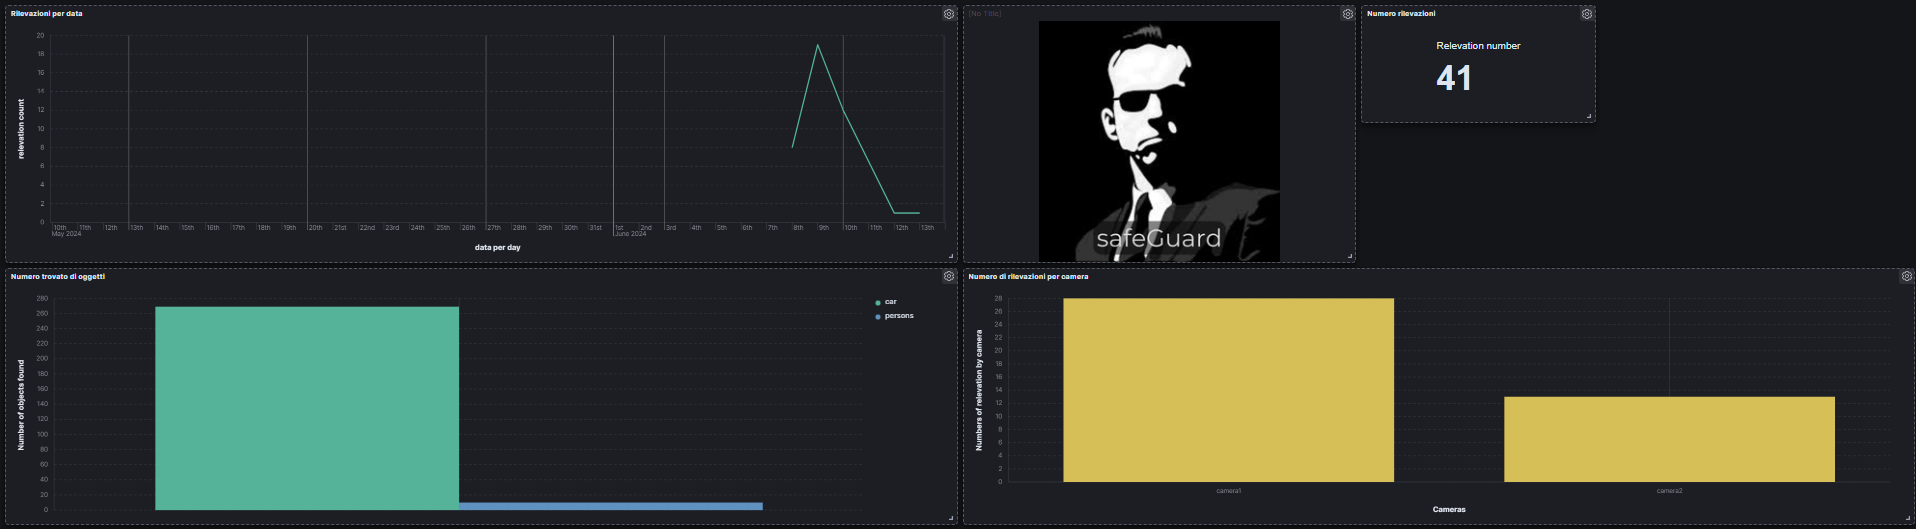 Rilevazioni per data
relevation count
20
18
16
14
12
10
8
6
4
2
0
10th 11th 12th 13th 14th 15th 16th 17th 18th 19th 20th 21st 22nd 23rd 24th 25th 26th 27th 28th 29th 30th 31st 1st 2nd 3rd 4th 5th 6th 7th 8th 9th 10th 11th 12th 13th
May 2024 June 2024
data per day
[No Title]
safeGuard
Numero rilevazioni
Relevation number
41
Numero trovato di oggetti
Number of objects found
280
260
240
220
200
180
160
140
120
100
80
60
40
20
0
car
persons
Numero di rilevazioni per camera
Numbers of relevation by camera
28
26
24
22
20
18
16
14
12
10
8
6
4
2
0
camera1 camera2
Cameras